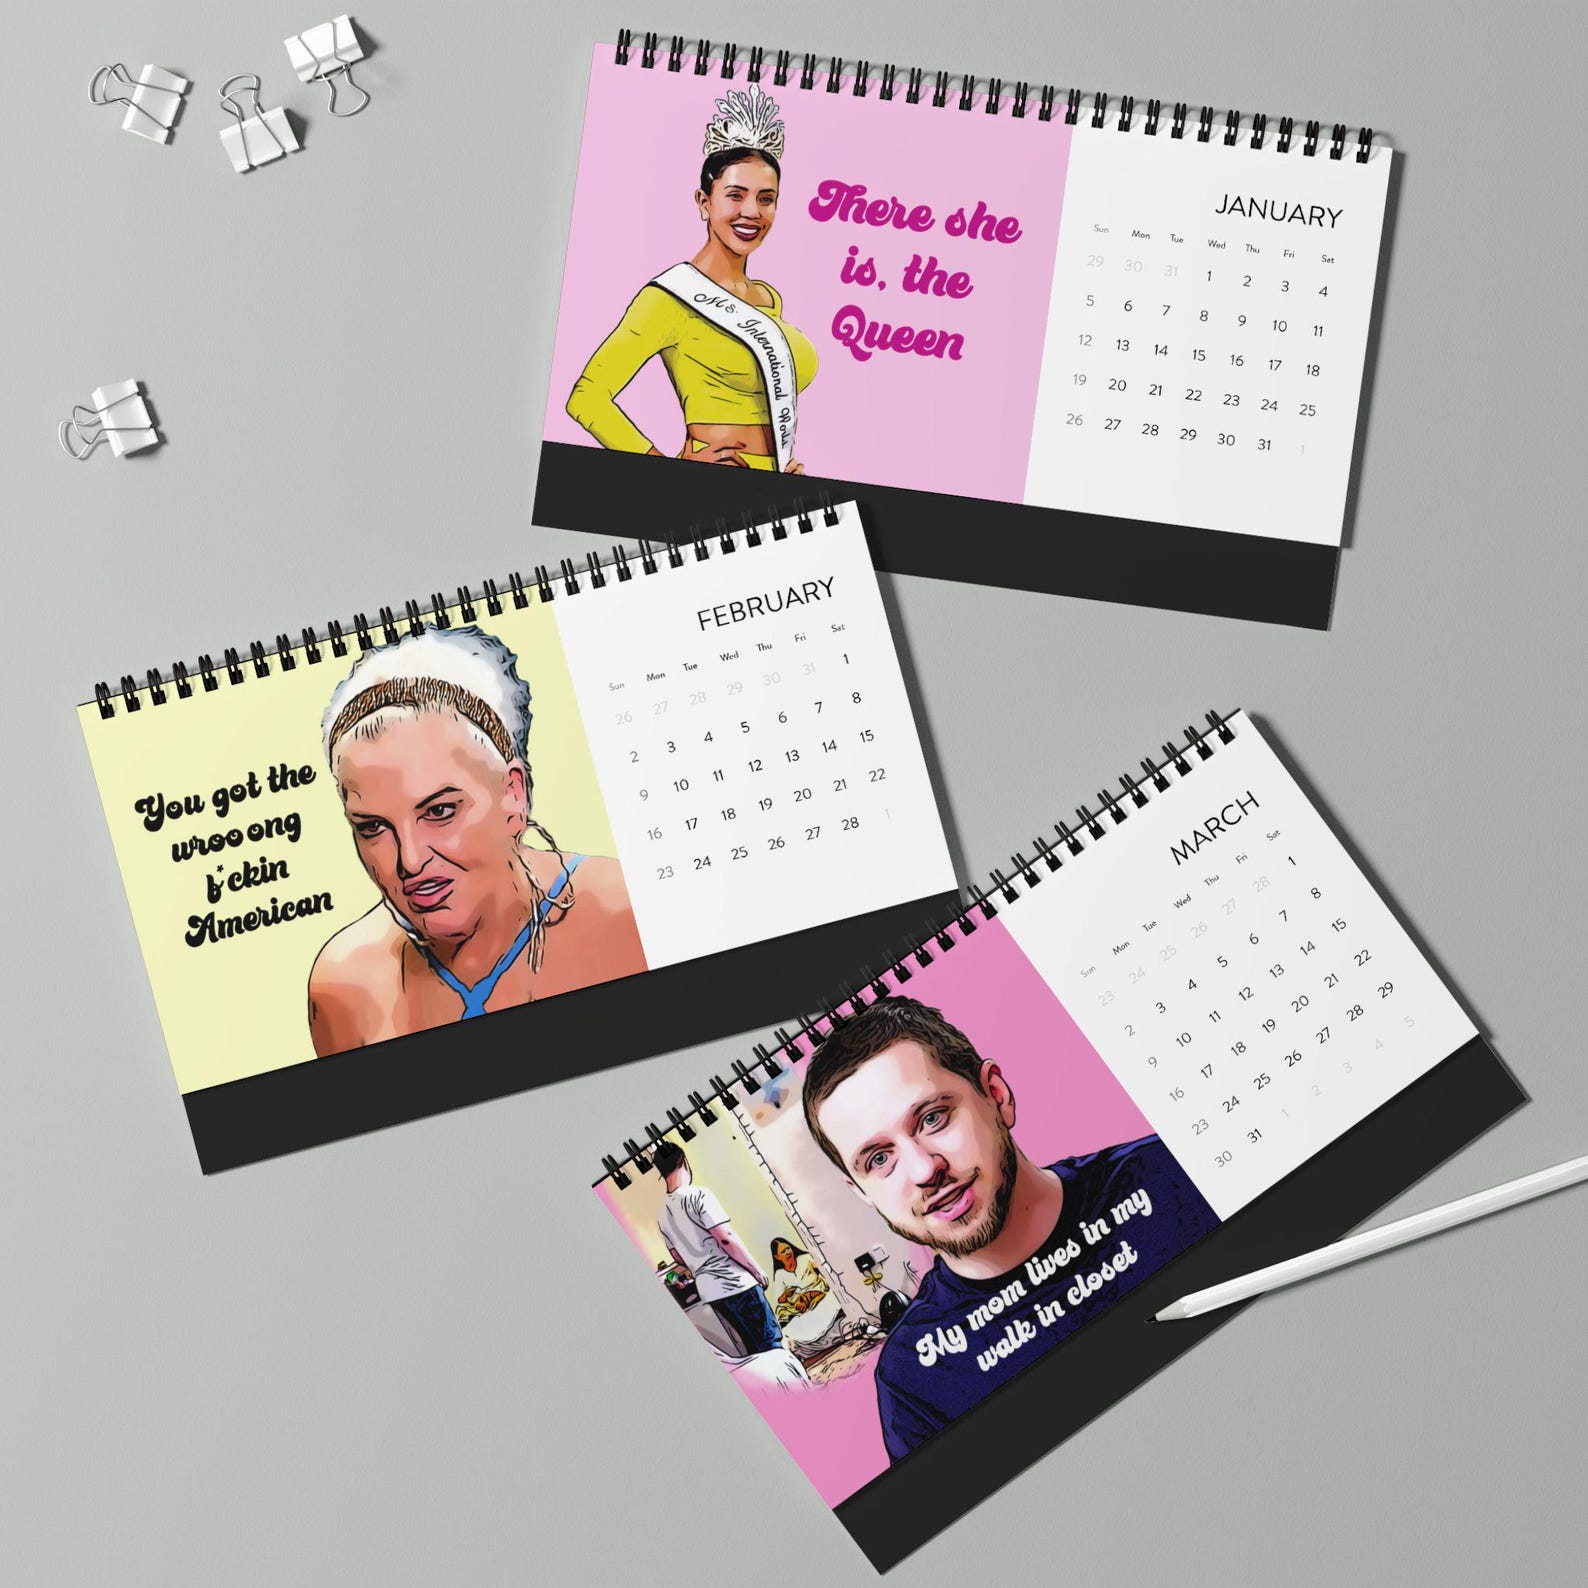 There she
is, the
Queen
Ms. International World
JANUARY
Sun Mon Tue Wed Thu Fri Sat
29 30 31 1 2 3 4
5 6 7 8 9 10 11
12 13 14 15 16 17 18
19 20 21 22 23 24 25
26 27 28 29 30 31 1
You got the
wroo ong
f*ckin
American
FEBRUARY
Sun Mon Tue Wed Thu Fri Sat
26 27 28 29 30 31 1
2 3 4 5 6 7 8
9 10 11 12 13 14 15
16 17 18 19 20 21 22
23 24 25 26 27 28 1
My mom lives in my
walk in closet
MARCH
Sun Mon Tue Wed Thu Fri Sat
23 24 25 26 27 28 1
2 3 4 5 6 7 8
9 10 11 12 13 14 15
16 17 18 19 20 21 22
23 24 25 26 27 28 29
30 31 1 2 3 4 5